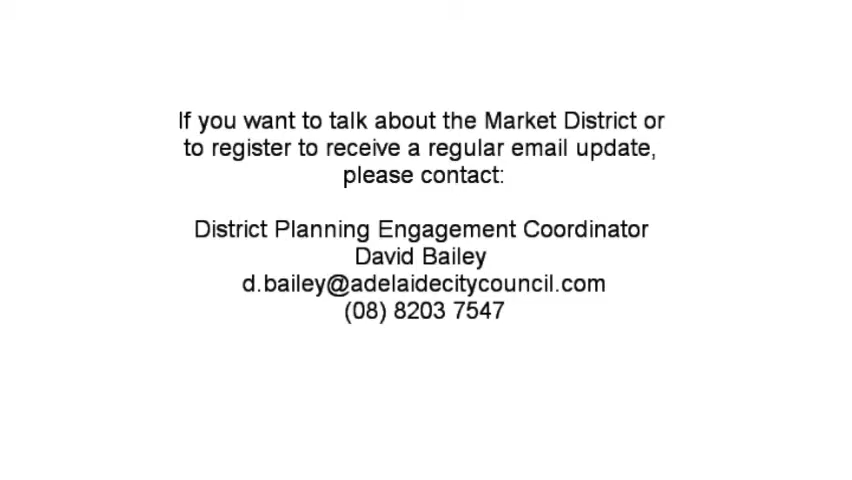 If you want to talk about the Market District or
to register to receive a regular email update,
please contact:
District Planning Engagement Coordinator
David Bailey
d.bailey@adelaidecitycouncil.com
(08) 8203 7547